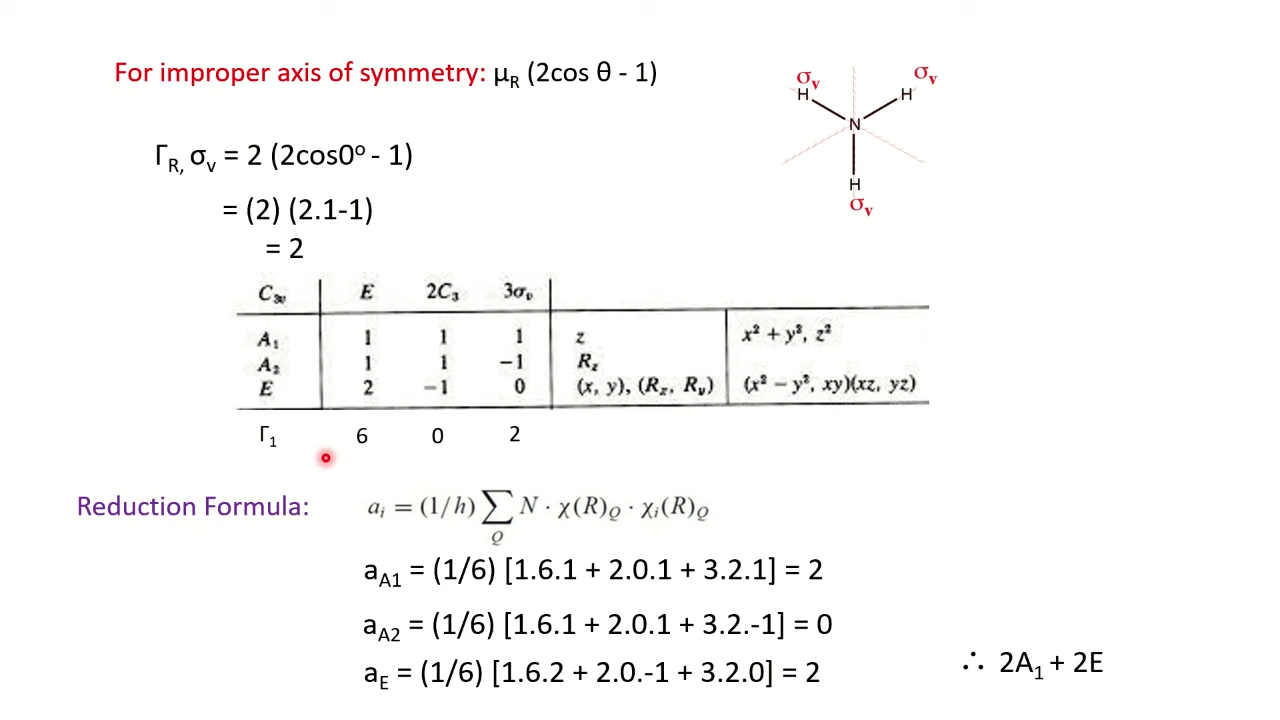 For improper axis of symmetry: μR (2cos θ - 1)
σv
σv
H
H
N
H
σv
ΓR, σv = 2 (2cos0o - 1)
= (2) (2.1-1)
= 2
C3v E 2C3 3σv
A1 1 1 1 z x² + y², z²
A2 1 1 −1 Rz
E 2 −1 0 (x, y), (Rx, Ry) (x² − y², xy)(xz, yz)
Γ1 6 0 2
Reduction Formula: ai = (1/h) ∑Q N · χ(R)Q · χi(R)Q
aA1 = (1/6) [1.6.1 + 2.0.1 + 3.2.1] = 2
aA2 = (1/6) [1.6.1 + 2.0.1 + 3.2.-1] = 0
aE = (1/6) [1.6.2 + 2.0.-1 + 3.2.0] = 2
∴ 2A1 + 2E